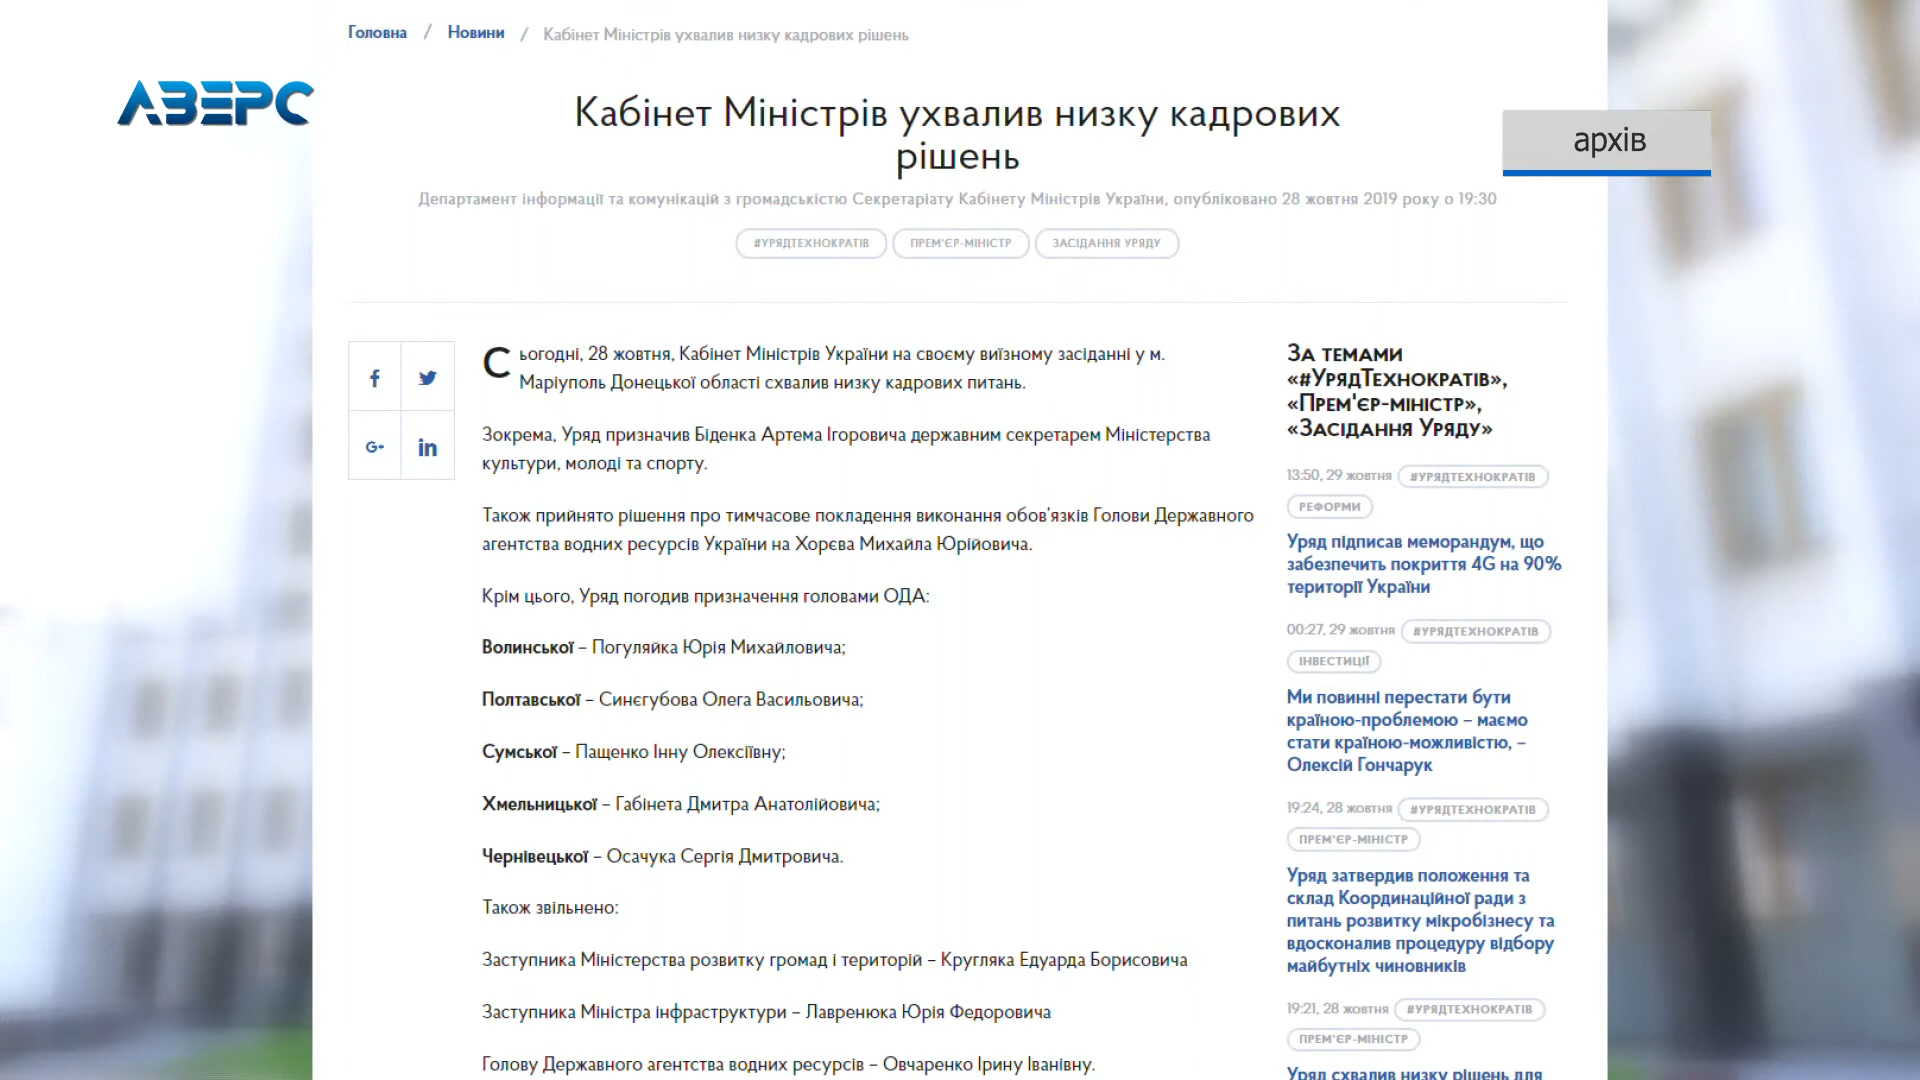 Головна / Новини / Кабінет Міністрів ухвалив низку кадрових рішень
АВЕРС
Кабінет Міністрів ухвалив низку кадрових
рішень
архів
Департамент інформації та комунікацій з громадськістю Секретаріату Кабінету Міністрів України, опубліковано 28 жовтня 2019 року о 19:30
#УРЯДТЕХНОКРАТІВ ПРЕМ'ЄР-МІНІСТР ЗАСІДАННЯ УРЯДУ
Сьогодні, 28 жовтня, Кабінет Міністрів України на своєму виїзному засіданні у м.
Маріуполь Донецької області схвалив низку кадрових питань.
Зокрема, Уряд призначив Біденка Артема Ігоровича державним секретарем Міністерства
культури, молоді та спорту.
Також прийнято рішення про тимчасове покладення виконання обов’язків Голови Державного
агентства водних ресурсів України на Хорєва Михайла Юрійовича.
Крім цього, Уряд погодив призначення головами ОДА:
Волинської – Погуляйка Юрія Михайловича;
Полтавської – Синєгубова Олега Васильовича;
Сумської – Пащенко Інну Олексіївну;
Хмельницької – Габінета Дмитра Анатолійовича;
Чернівецької – Осачука Сергія Дмитровича.
Також звільнено:
Заступника Міністерства розвитку громад і територій – Кругляка Едуарда Борисовича
Заступника Міністра інфраструктури – Лавренюка Юрія Федоровича
Голову Державного агентства водних ресурсів – Овчаренко Ірину Іванівну.
За темами
«#УрядТехнократів»,
«Прем'єр-міністр»,
«Засідання Уряду»
13:50, 29 жовтня #УРЯДТЕХНОКРАТІВ
РЕФОРМИ
Уряд підписав меморандум, що
забезпечить покриття 4G на 90%
території України
00:27, 29 жовтня #УРЯДТЕХНОКРАТІВ
ІНВЕСТИЦІЇ
Ми повинні перестати бути
країною-проблемою – маємо
стати країною-можливістю, –
Олексій Гончарук
19:24, 28 жовтня #УРЯДТЕХНОКРАТІВ
ПРЕМ'ЄР-МІНІСТР
Уряд затвердив положення та
склад Координаційної ради з
питань розвитку мікробізнесу та
вдосконалив процедуру відбору
майбутніх чиновників
19:21, 28 жовтня #УРЯДТЕХНОКРАТІВ
ПРЕМ'ЄР-МІНІСТР
Уряд схвалив низку рішень для